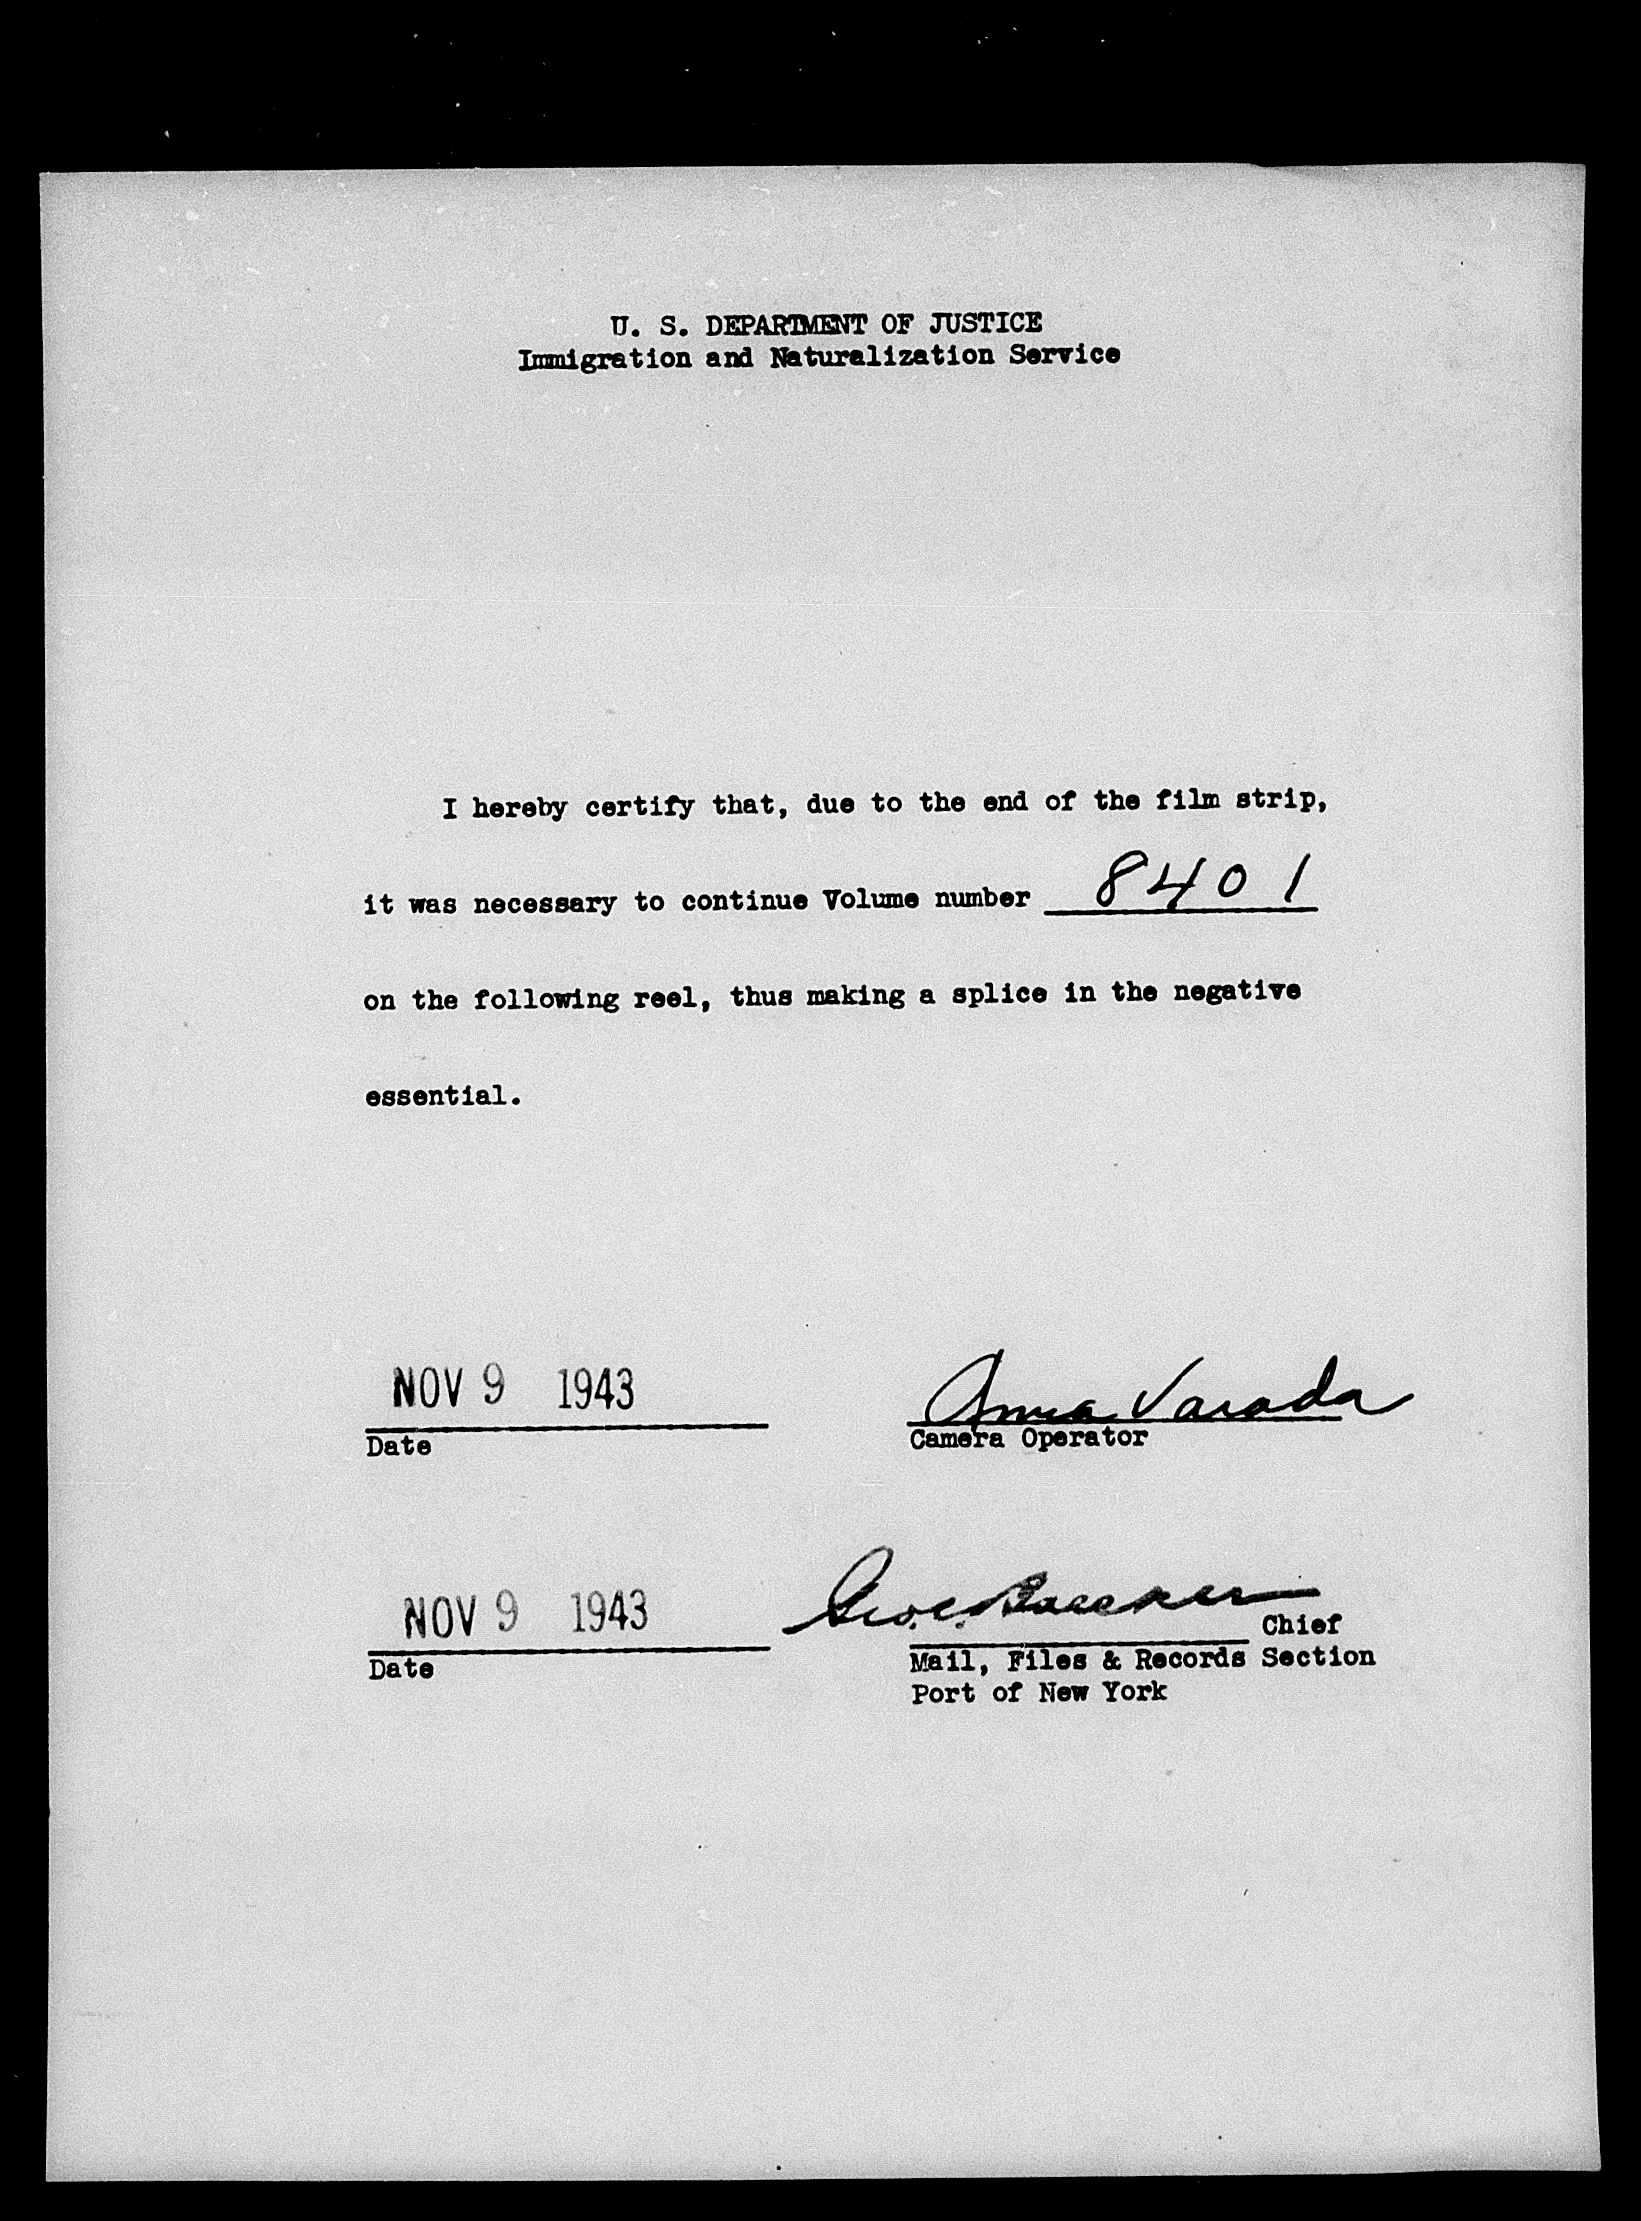 U. S. DEPARTMENT OF JUSTICE
Immigration and Naturalization Service
I hereby certify that, due to the end of the film strip,
it was necessary to continue Volume number 8401
on the following reel, thus making a splice in the negative
essential.
NOV 9 1943
Anna Varada
Date
Camera Operator
NOV 9 1943
Chief
Date
Mail, Files & Records Section
Port of New York